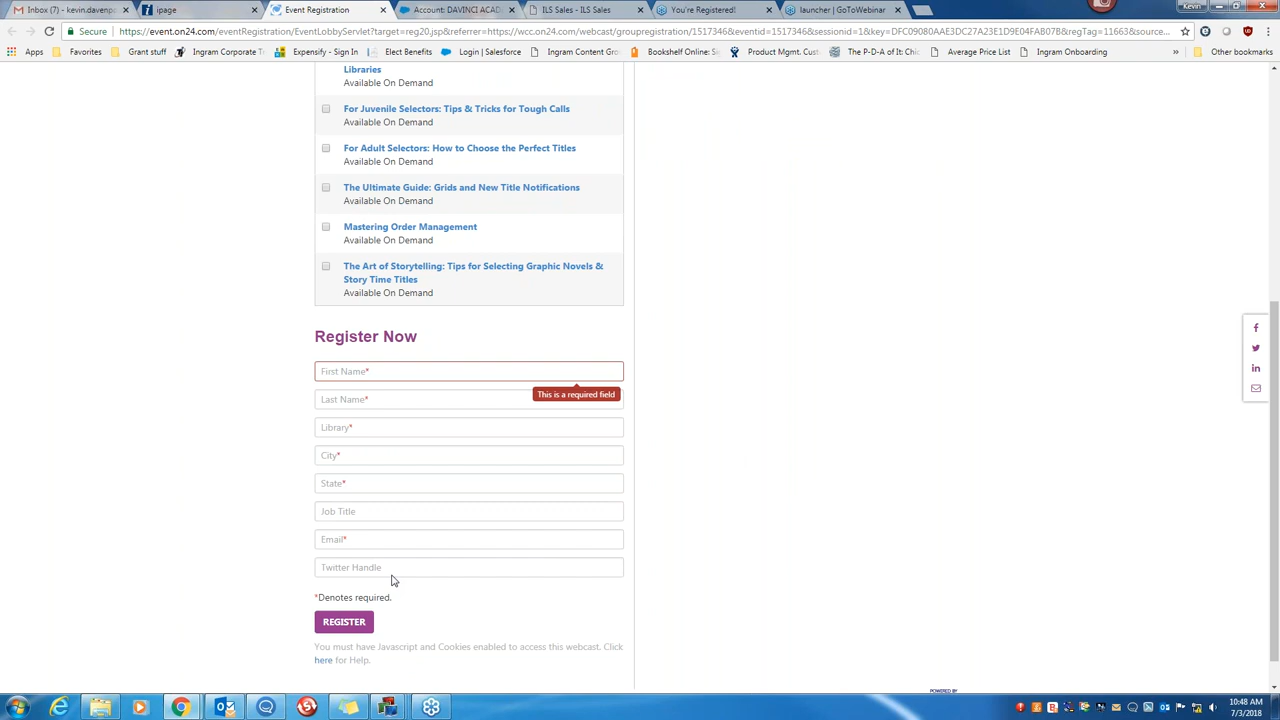 Inbox (7) - kevin.davenpo
ipage
Event Registration
Account: DAVINCI ACAD
ILS Sales - ILS Sales
You're Registered!
launcher | GoToWebinar
Kevin
Secure
https://event.on24.com/eventRegistration/EventLobbyServlet?target=reg20.jsp&referrer=https://wcc.on24.com/webcast/groupregistration/1517346&eventid=1517346&sessionid=1&key=DFC09080AAE3DC27A23E1D9E04FAB07B&regTag=11663&source...
Apps
Favorites
Grant stuff
Ingram Corporate Tr
Expensify - Sign In
Elect Benefits
Login | Salesforce
Ingram Content Gro
Bookshelf Online: Si
Product Mgmt. Cust
The P-D-A of It: Chic
Average Price List
Ingram Onboarding
Other bookmarks
Libraries
Available On Demand
For Juvenile Selectors: Tips & Tricks for Tough Calls
Available On Demand
For Adult Selectors: How to Choose the Perfect Titles
Available On Demand
The Ultimate Guide: Grids and New Title Notifications
Available On Demand
Mastering Order Management
Available On Demand
The Art of Storytelling: Tips for Selecting Graphic Novels &
Story Time Titles
Available On Demand
Register Now
First Name*
This is a required field
Last Name*
Library*
City*
State*
Job Title
Email*
Twitter Handle
*Denotes required.
REGISTER
You must have Javascript and Cookies enabled to access this webcast. Click
here for Help.
POWERED BY
10:48 AM
7/3/2018